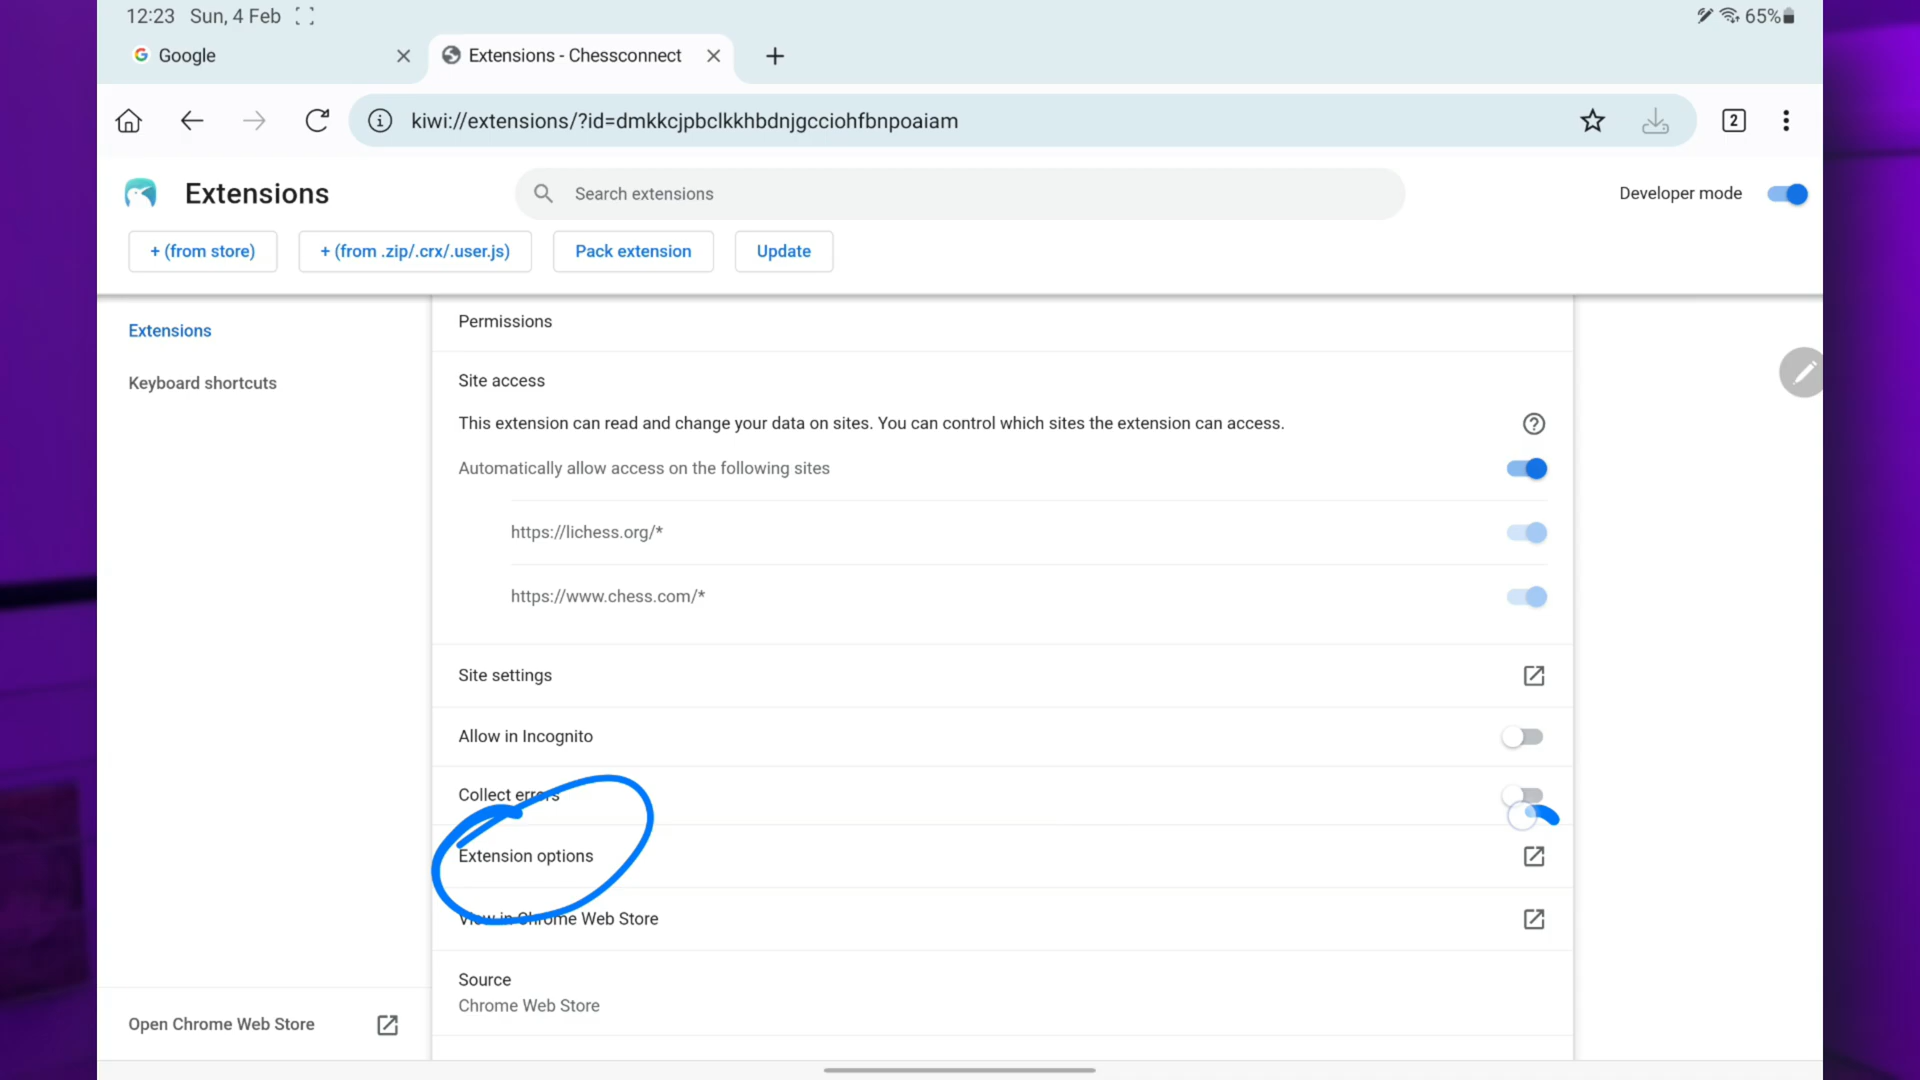 12:23 Sun, 4 Feb 65%
Google
Extensions - Chessconnect
kiwi://extensions/?id=dmkkcjpbclkkhbdnjgcciohfbnpoaiam
2
Extensions
Search extensions
Developer mode
+ (from store)
+ (from .zip/.crx/.user.js)
Pack extension
Update
Extensions
Keyboard shortcuts
Open Chrome Web Store
Permissions
Site access
This extension can read and change your data on sites. You can control which sites the extension can access.
Automatically allow access on the following sites
https://lichess.org/*
https://www.chess.com/*
Site settings
Allow in Incognito
Collect errors
Extension options
View in Chrome Web Store
Source
Chrome Web Store